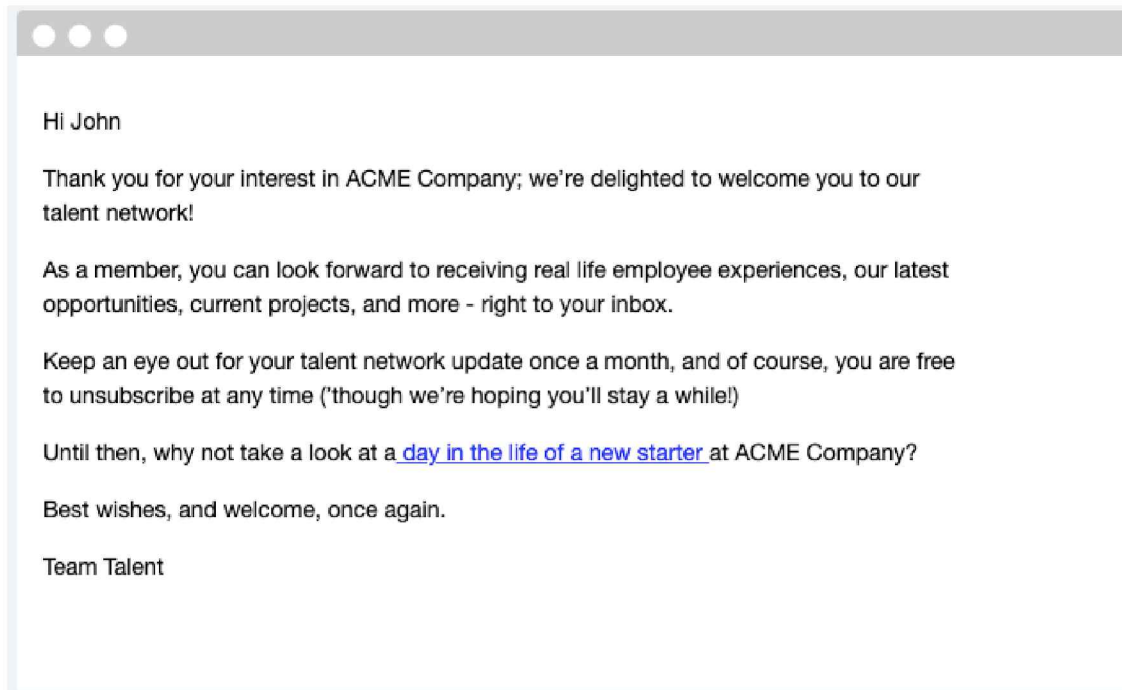 Hi John
Thank you for your interest in ACME Company; we're delighted to welcome you to our
talent network!
As a member, you can look forward to receiving real life employee experiences, our latest
opportunities, current projects, and more - right to your inbox.
Keep an eye out for your talent network update once a month, and of course, you are free
to unsubscribe at any time ('though we're hoping you'll stay a while!)
Until then, why not take a look at a day in the life of a new starter at ACME Company?
Best wishes, and welcome, once again.
Team Talent